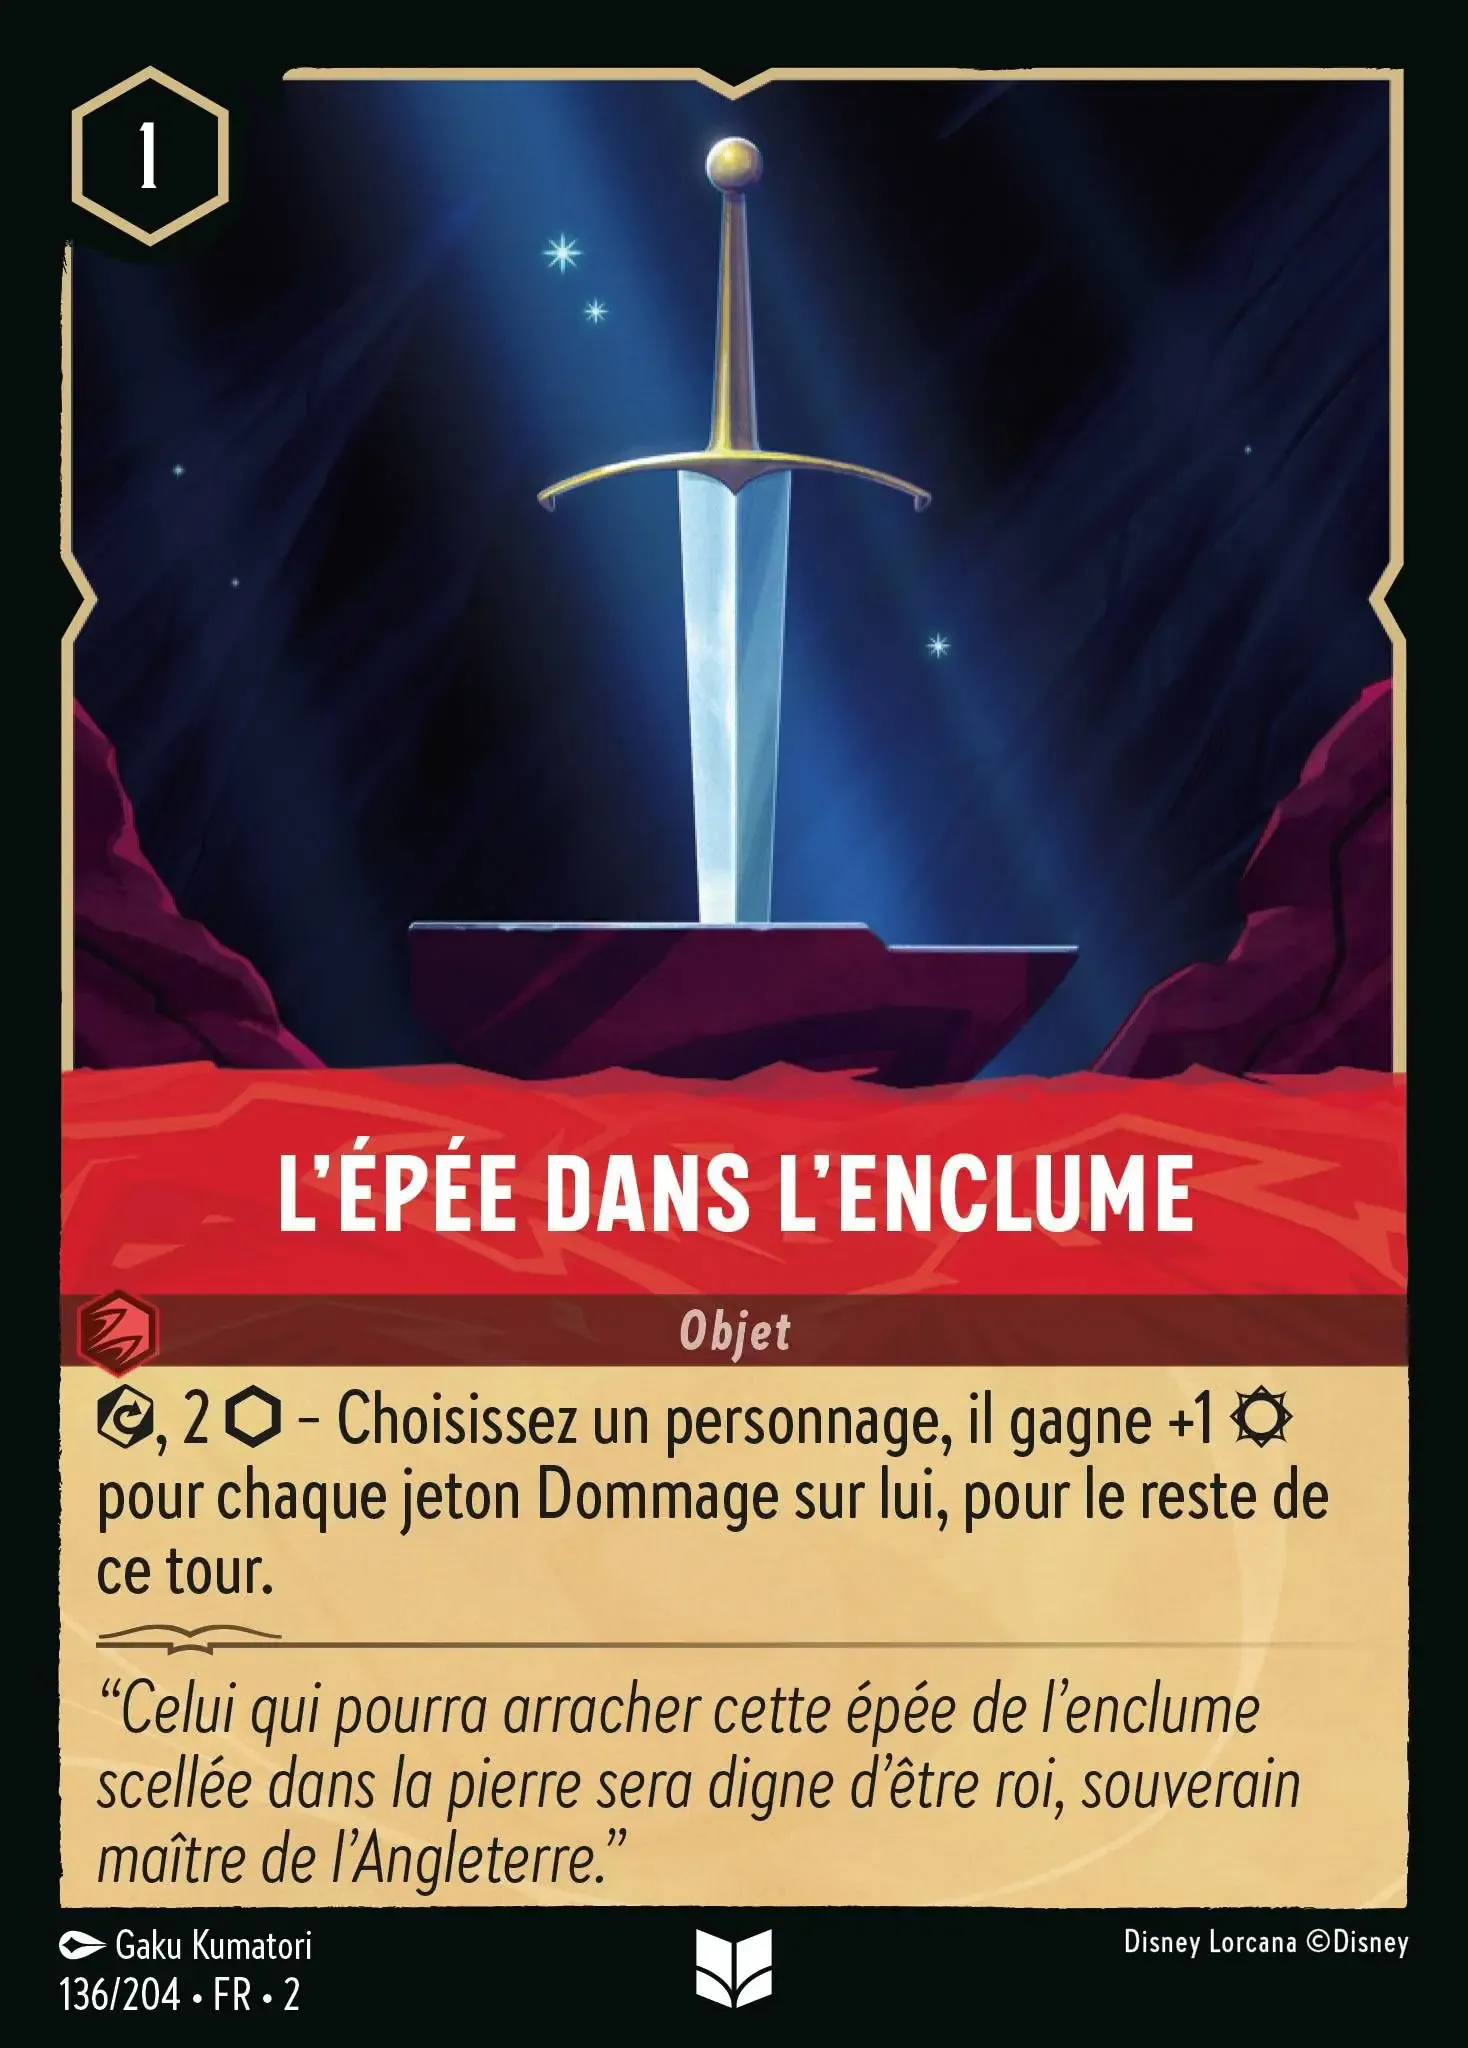 1
L'ÉPÉE DANS L'ENCLUME
Objet
, 2 – Choisissez un personnage, il gagne +1
pour chaque jeton Dommage sur lui, pour le reste de
ce tour.
“Celui qui pourra arracher cette épée de l’enclume
scellée dans la pierre sera digne d’être roi, souverain
maître de l’Angleterre.”
Gaku Kumatori
Disney Lorcana ©Disney
136/204 • FR • 2